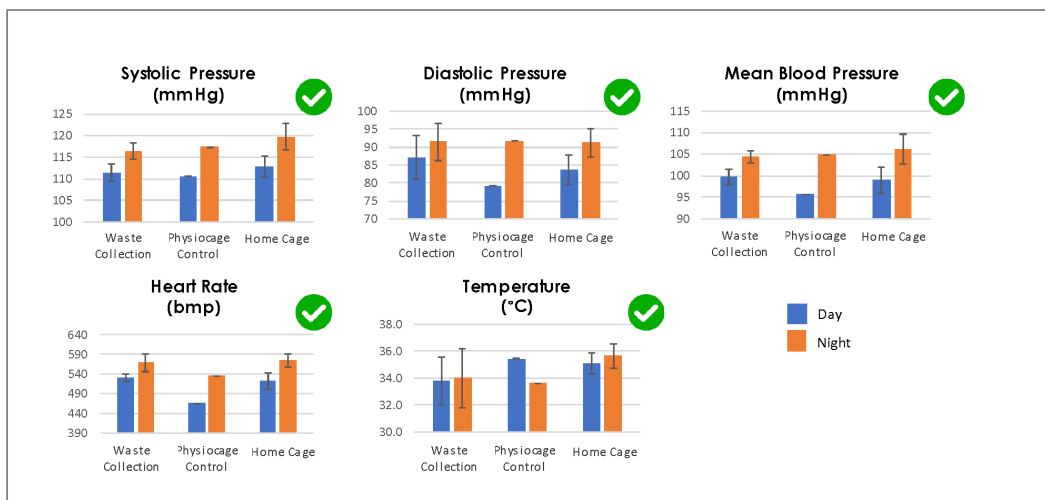 Systolic Pressure
(mmHg)
125
120
115
110
105
100
Waste
Collection
Physiocage
Control
Home Cage
Diastolic Pressure
(mmHg)
100
95
90
85
80
75
70
Waste
Collection
Physiocage
Control
Home Cage
Mean Blood Pressure
(mmHg)
115
110
105
100
95
90
Waste
Collection
Physiocage
Control
Home Cage
Heart Rate
(bmp)
640
590
540
490
440
390
Waste
Collection
Physiocage
Control
Home Cage
Temperature
(°C)
38.0
36.0
34.0
32.0
30.0
Waste
Collection
Physiocage
Control
Home Cage
Day
Night